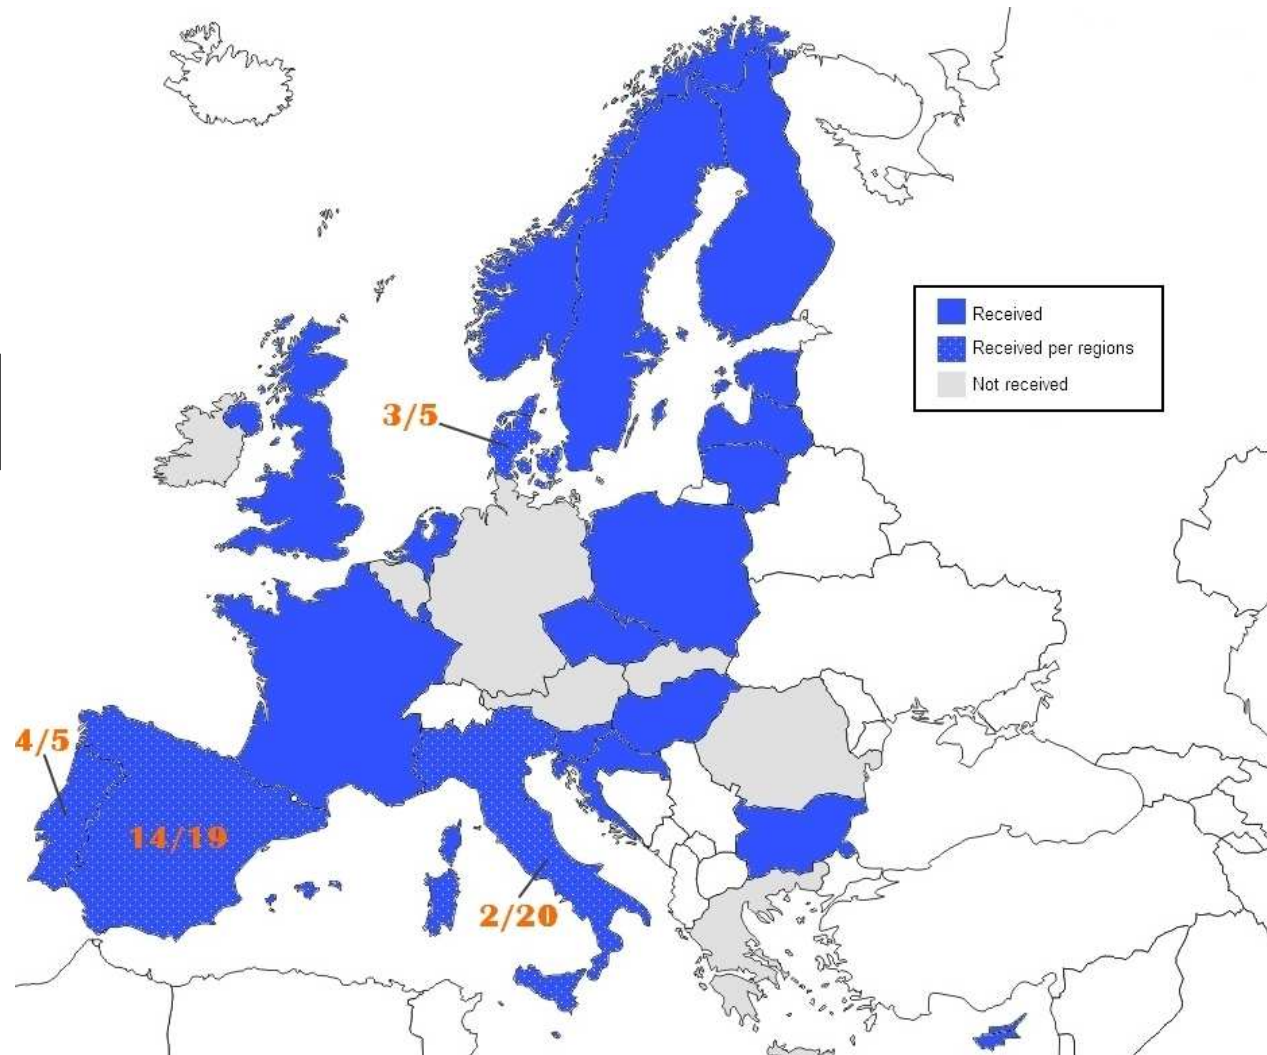 Received
Received per regions
Not received
3/5
4/5
14/19
2/20